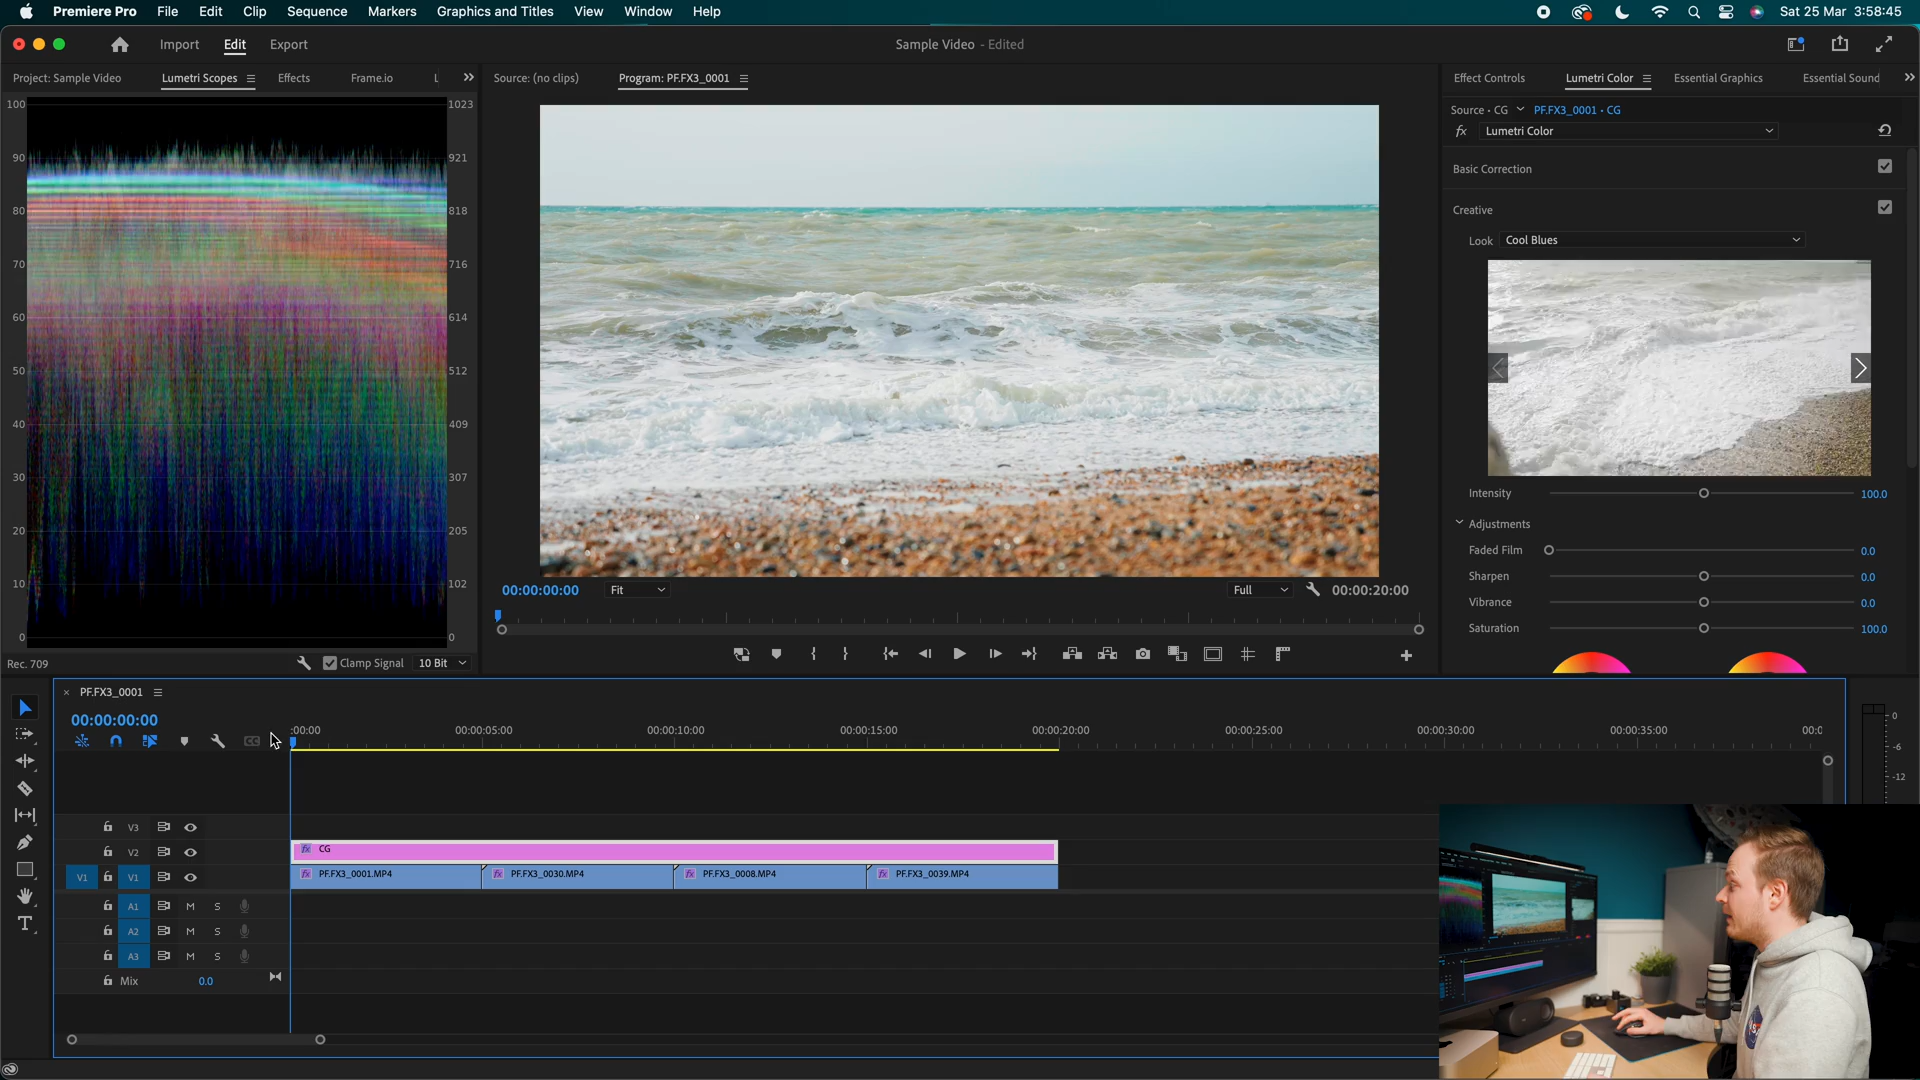 Premiere Pro File Edit Clip Sequence Markers Graphics and Titles View Window Help Sat 25 Mar 3:58:45
Import Edit Export Sample Video - Edited
Project: Sample Video Lumetri Scopes Effects Frame.io
Source: (no clips) Program: PF.FX3_0001
Effect Controls Lumetri Color Essential Graphics Essential Sound
Source • CG PF.FX3_0001 • CG
fx Lumetri Color
Basic Correction
Creative
Look Cool Blues
Intensity 100.0
Adjustments
Faded Film 0.0
Sharpen 0.0
Vibrance 0.0
Saturation 100.0
100 1023
90 921
80 818
70 716
60 614
50 512
40 409
30 307
20 205
10 102
0 0
Rec. 709 Clamp Signal 10 Bit
00:00:00:00 Fit Full 00:00:20:00
× PF.FX3_0001
00:00:00:00
:00:00 00:00:05:00 00:00:10:00 00:00:15:00 00:00:20:00 00:00:25:00 00:00:30:00 00:00:35:00 00:0
V3
V2 fx CG
V1 V1 fx PF.FX3_0001.MP4 fx PF.FX3_0030.MP4 fx PF.FX3_0008.MP4 fx PF.FX3_0039.MP4
A1 M S
A2 M S
A3 M S
Mix 0.0
0
-6
-12